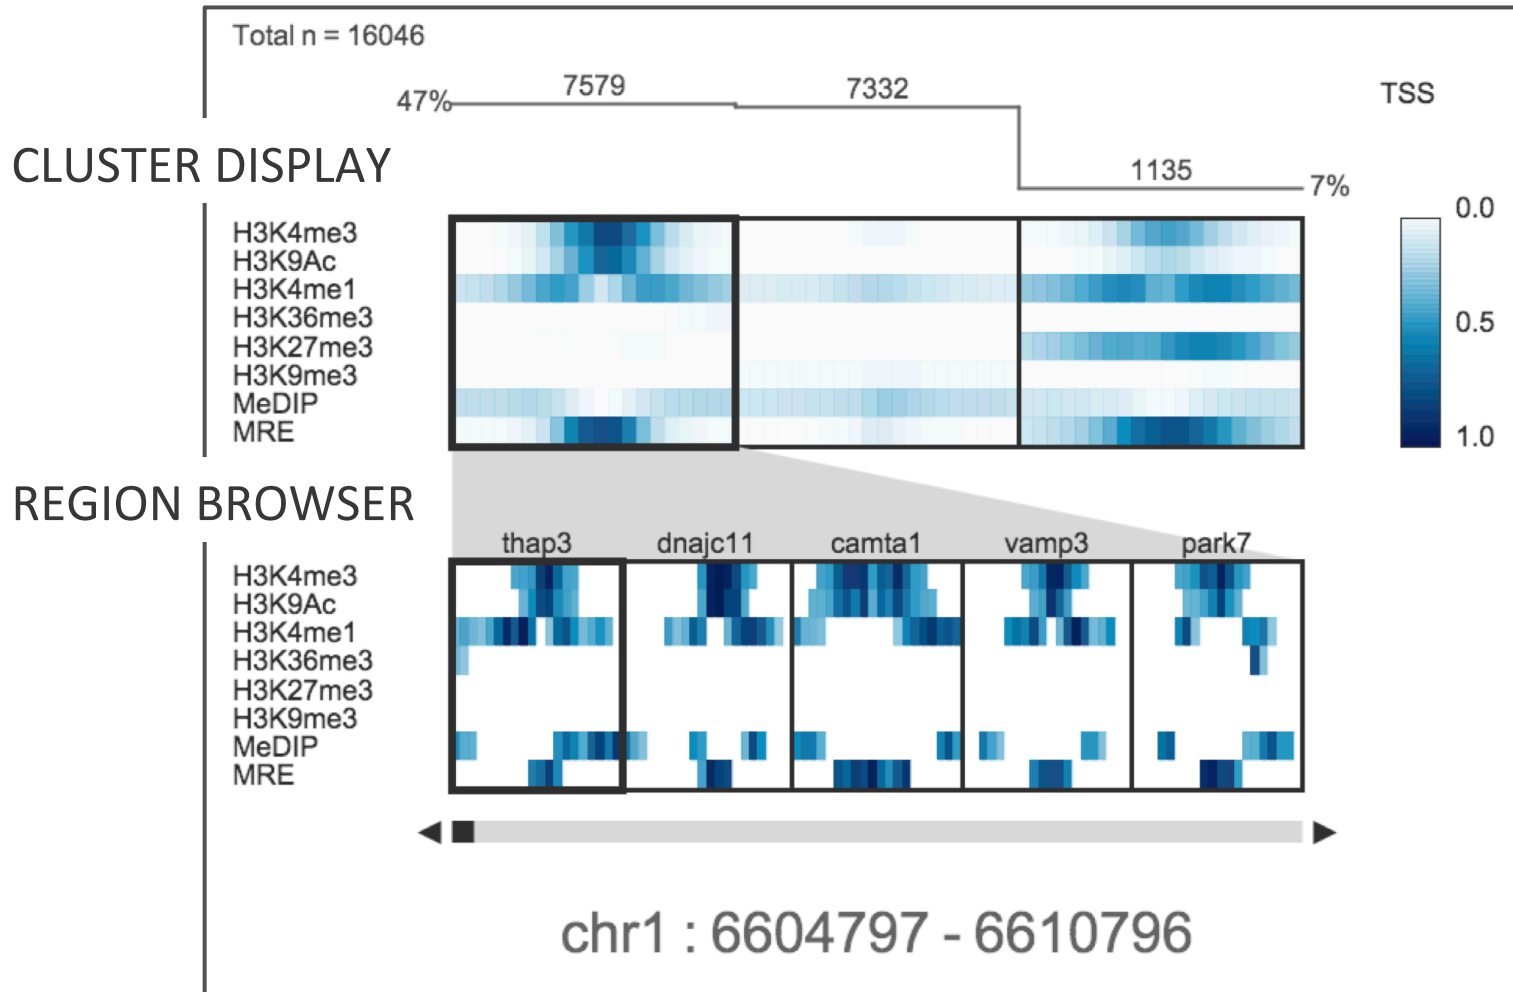 Total n = 16046
47%
7579
7332
1135
7%
TSS
CLUSTER DISPLAY
H3K4me3
H3K9Ac
H3K4me1
H3K36me3
H3K27me3
H3K9me3
MeDIP
MRE
0.0
0.5
1.0
REGION BROWSER
thap3 dnajc11 camta1 vamp3 park7
H3K4me3
H3K9Ac
H3K4me1
H3K36me3
H3K27me3
H3K9me3
MeDIP
MRE
chr1 : 6604797 - 6610796